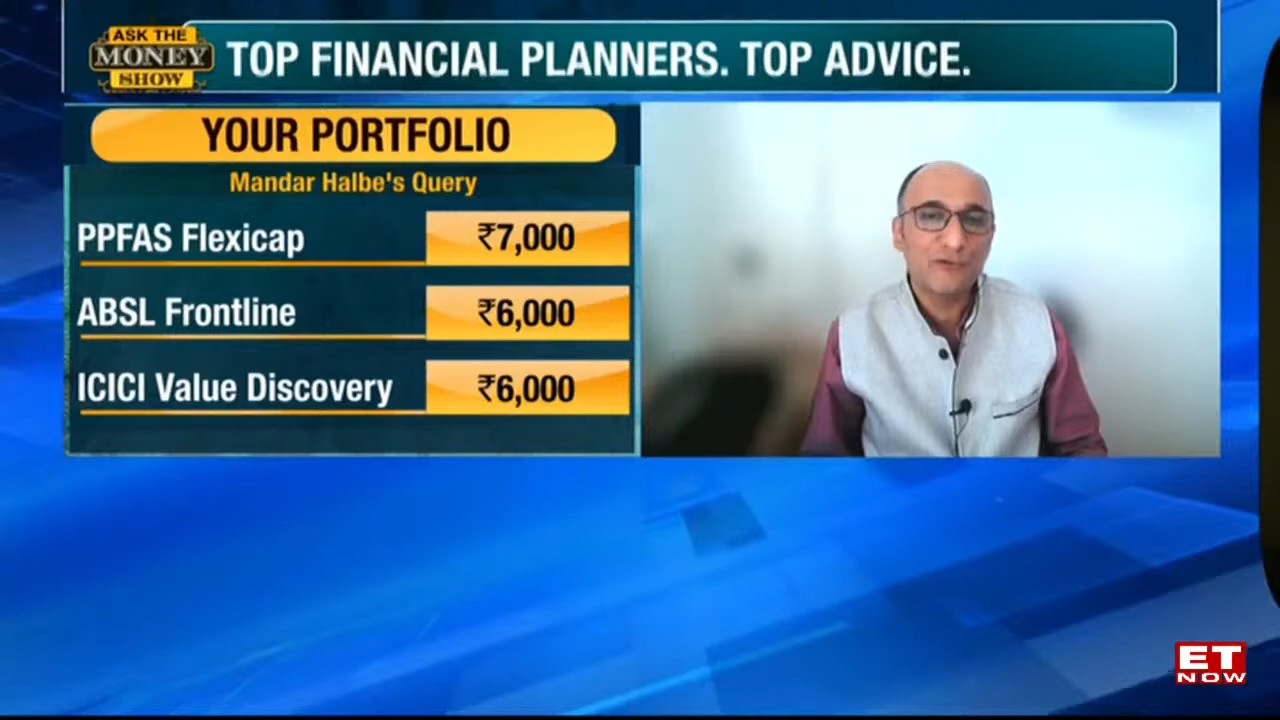 ASK THE
MONEY
SHOW
TOP FINANCIAL PLANNERS. TOP ADVICE.
YOUR PORTFOLIO
Mandar Halbe's Query
PPFAS Flexicap ₹7,000
ABSL Frontline ₹6,000
ICICI Value Discovery ₹6,000
ET
NOW